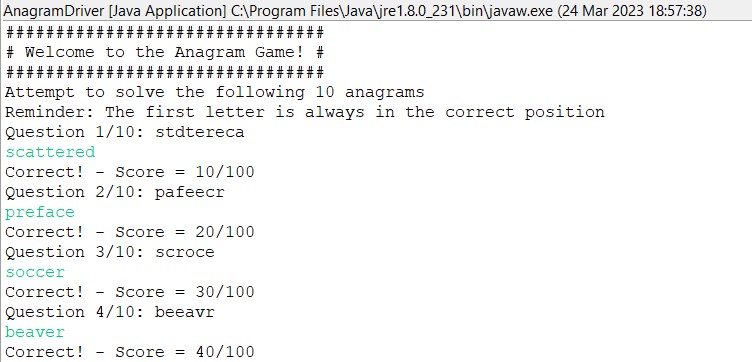 AnagramDriver [Java Application] C:\Program Files\Java\jre1.8.0_231\bin\javaw.exe (24 Mar 2023 18:57:38)
################################
# Welcome to the Anagram Game! #
################################
Attempt to solve the following 10 anagrams
Reminder: The first letter is always in the correct position
Question 1/10: stdtereca
scattered
Correct! - Score = 10/100
Question 2/10: pafeecr
preface
Correct! - Score = 20/100
Question 3/10: scroce
soccer
Correct! - Score = 30/100
Question 4/10: beeavr
beaver
Correct! - Score = 40/100